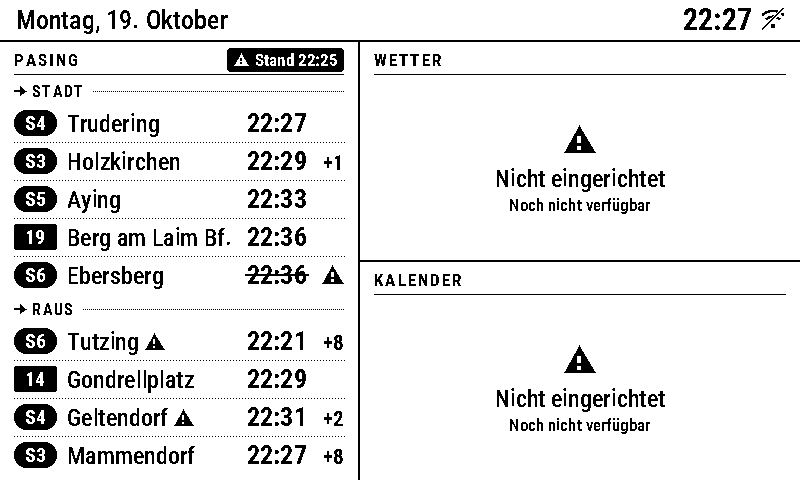 Montag, 19. Oktober 22:27
PASING Stand 22:25
STADT
S4 Trudering 22:27
S3 Holzkirchen 22:29 +1
S5 Aying 22:33
19 Berg am Laim Bf. 22:36
S6 Ebersberg 22:36
RAUS
S6 Tutzing 22:21 +8
14 Gondrellplatz 22:29
S4 Geltendorf 22:31 +2
S3 Mammendorf 22:27 +8
WETTER
Nicht eingerichtet
Noch nicht verfügbar
KALENDER
Nicht eingerichtet
Noch nicht verfügbar